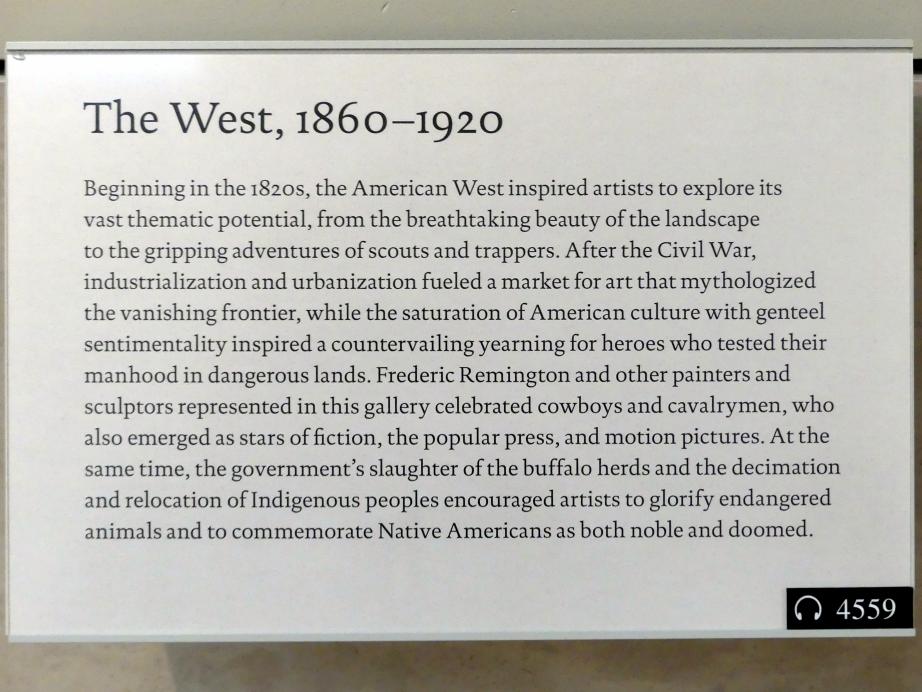 The West, 1860–1920
Beginning in the 1820s, the American West inspired artists to explore its
vast thematic potential, from the breathtaking beauty of the landscape
to the gripping adventures of scouts and trappers. After the Civil War,
industrialization and urbanization fueled a market for art that mythologized
the vanishing frontier, while the saturation of American culture with genteel
sentimentality inspired a countervailing yearning for heroes who tested their
manhood in dangerous lands. Frederic Remington and other painters and
sculptors represented in this gallery celebrated cowboys and cavalrymen, who
also emerged as stars of fiction, the popular press, and motion pictures. At the
same time, the government’s slaughter of the buffalo herds and the decimation
and relocation of Indigenous peoples encouraged artists to glorify endangered
animals and to commemorate Native Americans as both noble and doomed.
4559